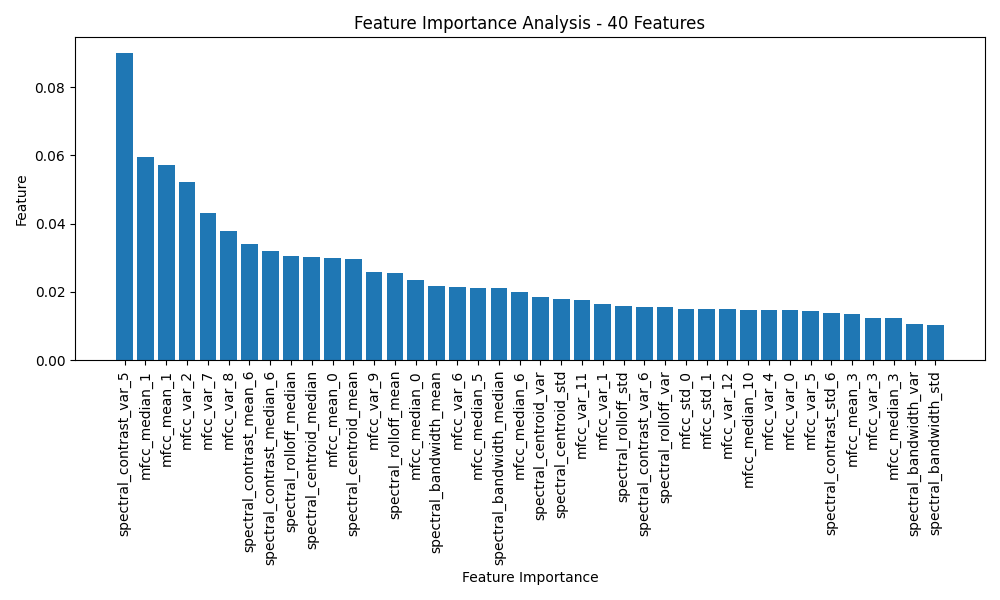 Feature Importance Analysis - 40 Features
Feature
0.08
0.06
0.04
0.02
0.00
spectral_contrast_var_5
mfcc_median_1
mfcc_mean_1
mfcc_var_2
mfcc_var_7
mfcc_var_8
spectral_contrast_mean_6
spectral_contrast_median_6
spectral_rolloff_median
spectral_centroid_median
mfcc_mean_0
spectral_centroid_mean
mfcc_var_9
spectral_rolloff_mean
mfcc_median_0
spectral_bandwidth_mean
mfcc_var_6
mfcc_median_5
spectral_bandwidth_median
mfcc_median_6
spectral_centroid_var
spectral_centroid_std
mfcc_var_11
mfcc_var_1
spectral_rolloff_std
spectral_contrast_var_6
spectral_rolloff_var
mfcc_std_0
mfcc_std_1
mfcc_var_12
mfcc_median_10
mfcc_var_4
mfcc_var_0
mfcc_var_5
spectral_contrast_std_6
mfcc_mean_3
mfcc_var_3
mfcc_median_3
spectral_bandwidth_var
spectral_bandwidth_std
Feature Importance